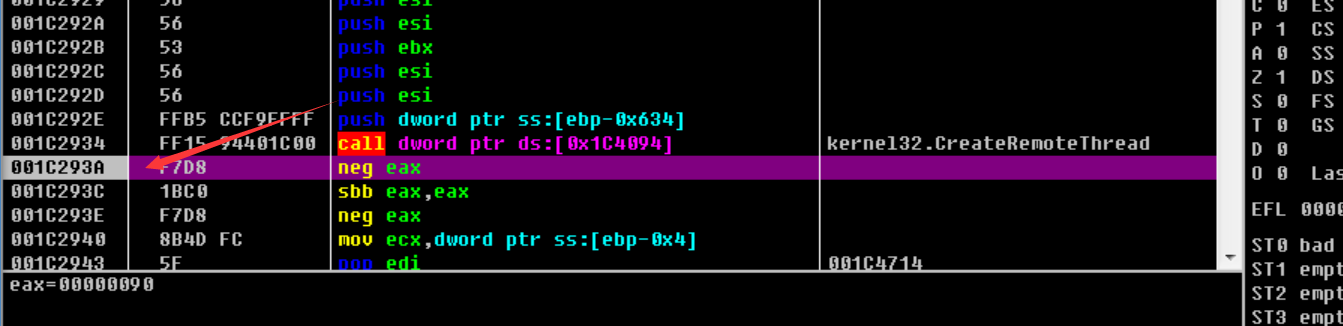 001C2929 56 push esi C 0 ES
001C292A 56 push esi P 1 CS
001C292B 53 push ebx A 0 SS
001C292C 56 push esi Z 1 DS
001C292D 56 push esi S 0 FS
001C292E FFB5 CCF9FFFF push dword ptr ss:[ebp-0x634] T 0 GS
001C2934 FF15 94401C00 call dword ptr ds:[0x1C4094] kernel32.CreateRemoteThread D 0
001C293A F7D8 neg eax O 0 Las
001C293C 1BC0 sbb eax,eax
001C293E F7D8 neg eax EFL 0000
001C2940 8B4D FC mov ecx,dword ptr ss:[ebp-0x4] ST0 bad
001C2943 5F pop edi 001C4714 ST1 empt
eax=00000090 ST2 empt
ST3 empt